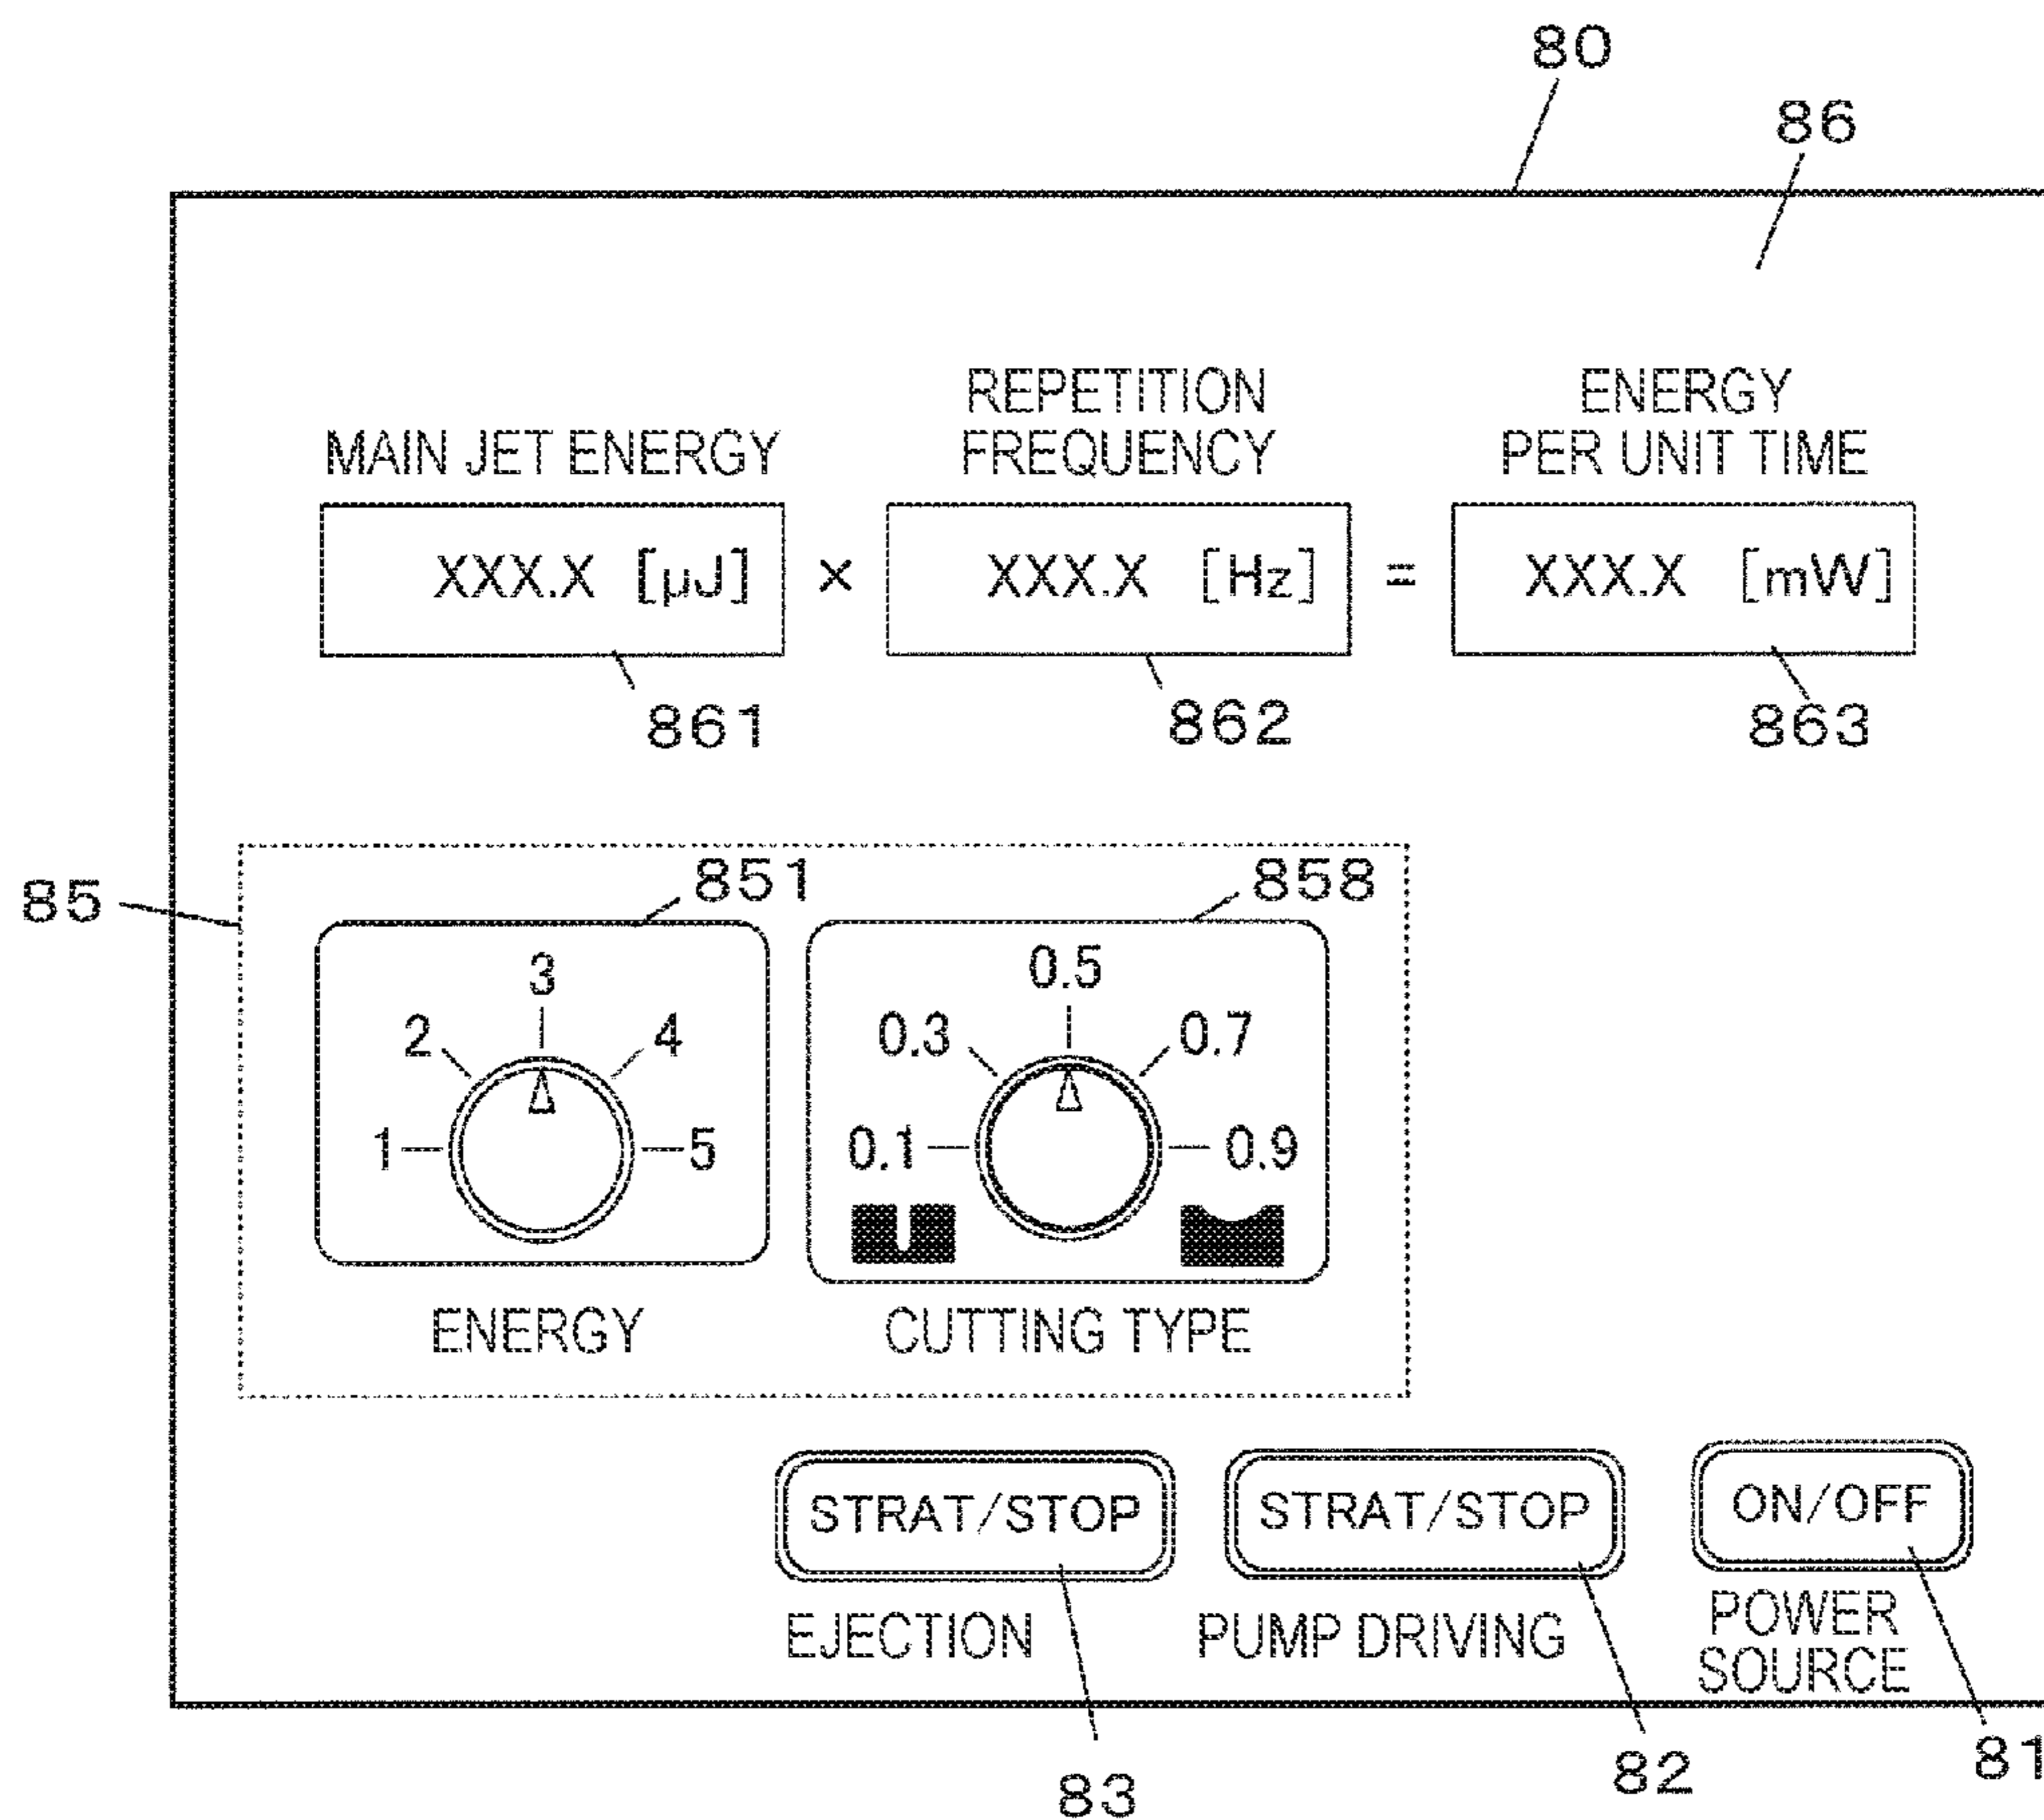 80
86
REPETITION
FREQUENCY
ENERGY
PER UNIT TIME
MAIN JET ENERGY
XXX.X [μJ] × XXX.X [Hz] = XXX.X [mW]
861
862
863
85
851
858
3
2
4
1
5
ENERGY
0.5
0.3
0.7
0.1
0.9
CUTTING TYPE
STRAT/STOP
STRAT/STOP
ON/OFF
EJECTION
PUMP DRIVING
POWER
SOURCE
83
82
81